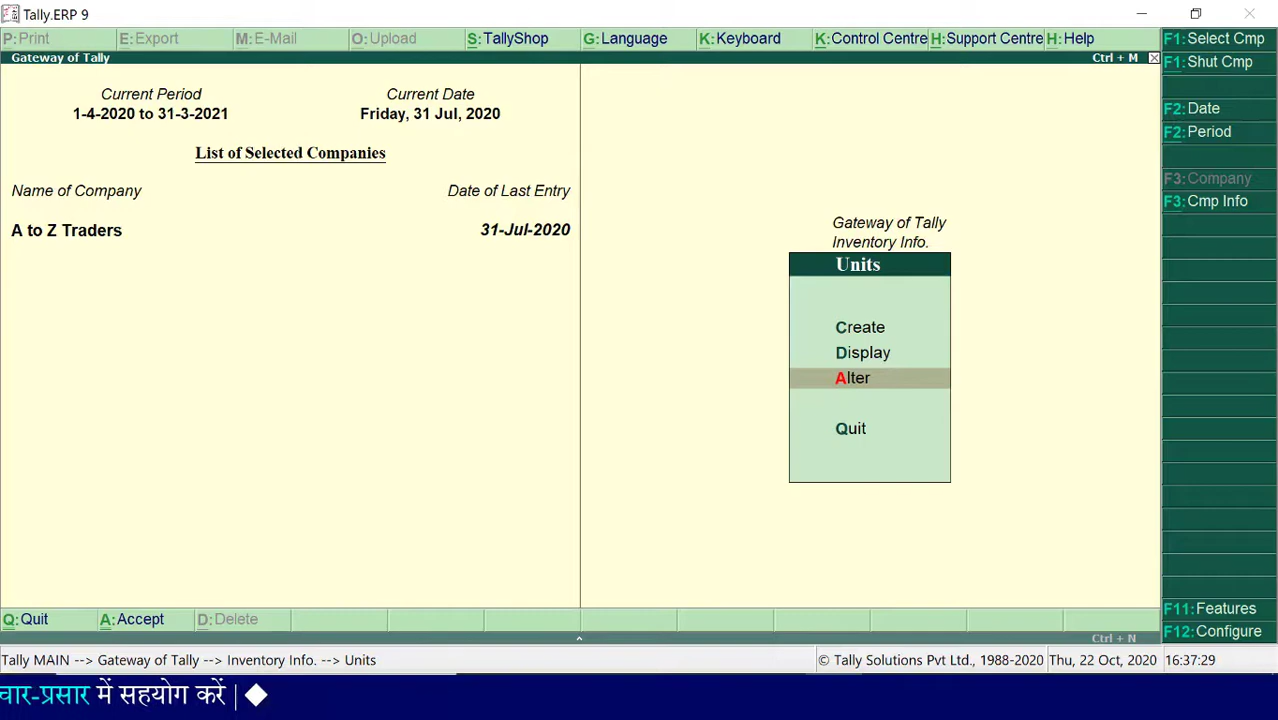 Tally.ERP 9
P:Print E:Export M:E-Mail O:Upload S:TallyShop G:Language K:Keyboard K:Control Centre H:Support Centre H:Help
Gateway of Tally Ctrl + M
Current Period Current Date
1-4-2020 to 31-3-2021 Friday, 31 Jul, 2020
List of Selected Companies
Name of Company Date of Last Entry
A to Z Traders 31-Jul-2020
Gateway of Tally
Inventory Info.
Units
Create
Display
Alter
Quit
F1:Select Cmp
F1:Shut Cmp
F2:Date
F2:Period
F3:Company
F3:Cmp Info
F11:Features
F12:Configure
Q:Quit A:Accept D:Delete
Ctrl + N
Tally MAIN --> Gateway of Tally --> Inventory Info. --> Units © Tally Solutions Pvt Ltd., 1988-2020 Thu, 22 Oct, 2020 16:37:29
चार-प्रसार में सहयोग करें |